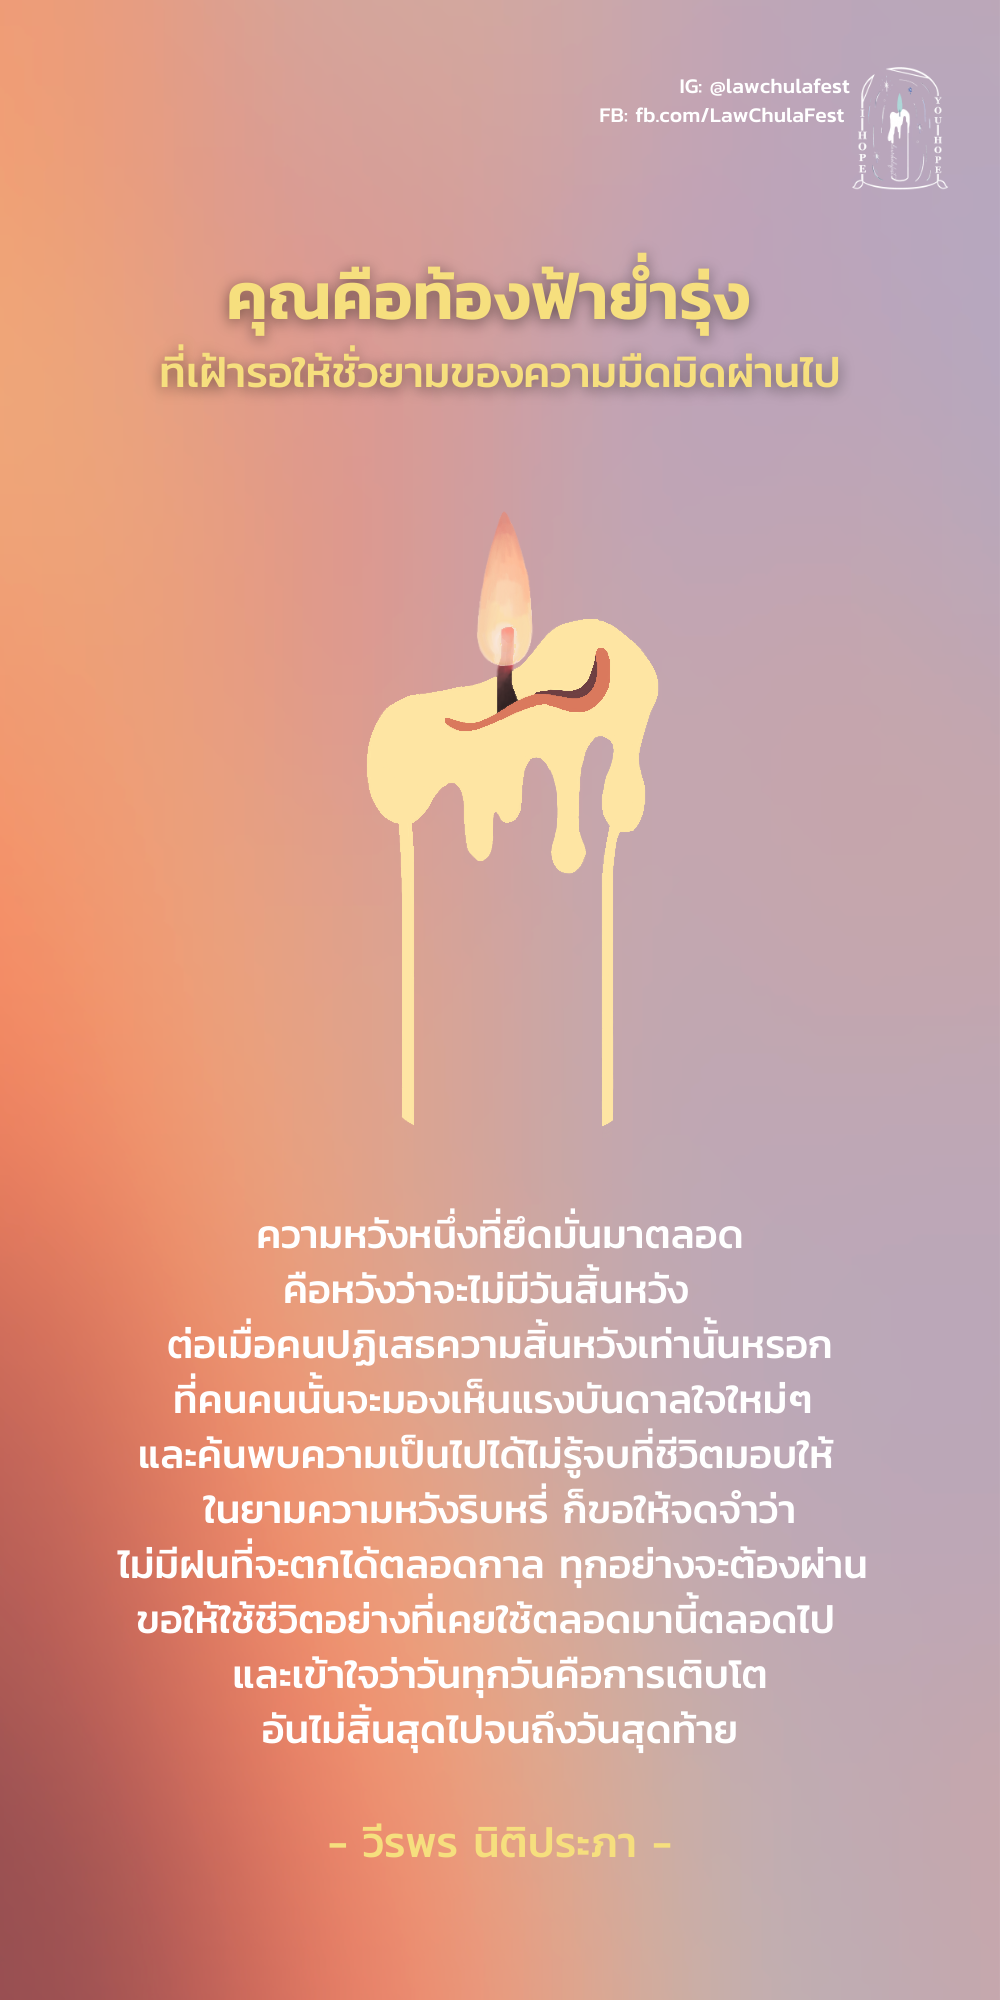 IG: @lawchulafest
FB: fb.com/LawChulaFest
I HOPE
YOU HOPE
คุณคือท้องฟ้าย่ำรุ่ง
ที่เฝ้ารอให้ชั่วยามของความมืดมิดผ่านไป
ความหวังหนึ่งที่ยึดมั่นมาตลอด
คือหวังว่าจะไม่มีวันสิ้นหวัง
ต่อเมื่อคนปฏิเสธความสิ้นหวังเท่านั้นหรอก
ที่คนคนนั้นจะมองเห็นแรงบันดาลใจใหม่ๆ
และค้นพบความเป็นไปได้ไม่รู้จบที่ชีวิตมอบให้
ในยามความหวังริบหรี่ ก็ขอให้จดจำว่า
ไม่มีฝนที่จะตกได้ตลอดกาล ทุกอย่างจะต้องผ่าน
ขอให้ใช้ชีวิตอย่างที่เคยใช้ตลอดมานี้ตลอดไป
และเข้าใจว่าวันทุกวันคือการเติบโต
อันไม่สิ้นสุดไปจนถึงวันสุดท้าย
- วีรพร นิติประภา -